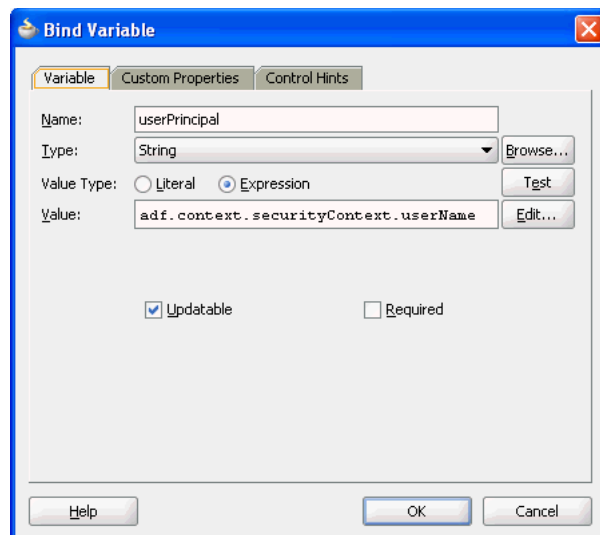 Bind Variable
Variable Custom Properties Control Hints
Name: userPrincipal
Type: String Browse...
Value Type: Literal Expression Test
Value: adf.context.securityContext.userName Edit...
Updatable Required
Help OK Cancel